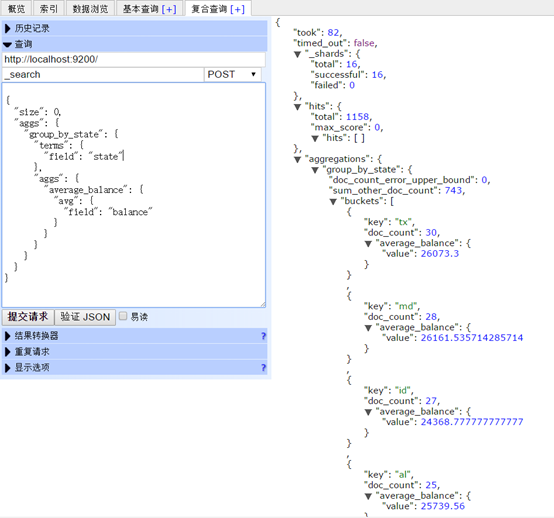 概览 索引 数据浏览 基本查询 [+] 复合查询 [+]
历史记录
查询
http://localhost:9200/
_search POST
{
"size": 0,
"aggs": {
"group_by_state": {
"terms": {
"field": "state"
},
"aggs": {
"average_balance": {
"avg": {
"field": "balance"
}
}
}
}
}
}
提交请求 验证 JSON 易读
结果转换器 ?
重复请求
显示选项 ?
{
"took": 82,
"timed_out": false,
"_shards": {
"total": 16,
"successful": 16,
"failed": 0
},
"hits": {
"total": 1158,
"max_score": 0,
"hits": [ ]
},
"aggregations": {
"group_by_state": {
"doc_count_error_upper_bound": 0,
"sum_other_doc_count": 743,
"buckets": [
{
"key": "tx",
"doc_count": 30,
"average_balance": {
"value": 26073.3
}
}
,
{
"key": "md",
"doc_count": 28,
"average_balance": {
"value": 26161.535714285714
}
}
,
{
"key": "id",
"doc_count": 27,
"average_balance": {
"value": 24368.777777777777
}
}
,
{
"key": "al",
"doc_count": 25,
"average_balance": {
"value": 25739.56
}